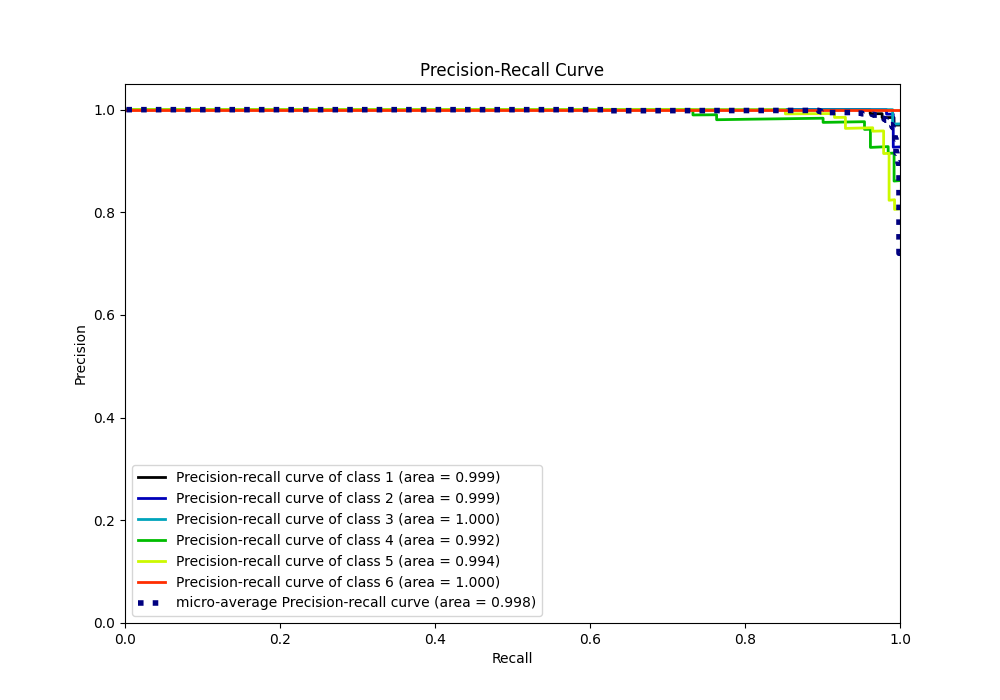 Precision-Recall Curve
1.0
0.8
0.6
0.4
0.2
0.0
Precision
Precision-recall curve of class 1 (area = 0.999)
Precision-recall curve of class 2 (area = 0.999)
Precision-recall curve of class 3 (area = 1.000)
Precision-recall curve of class 4 (area = 0.992)
Precision-recall curve of class 5 (area = 0.994)
Precision-recall curve of class 6 (area = 1.000)
micro-average Precision-recall curve (area = 0.998)
0.0 0.2 0.4 0.6 0.8 1.0
Recall